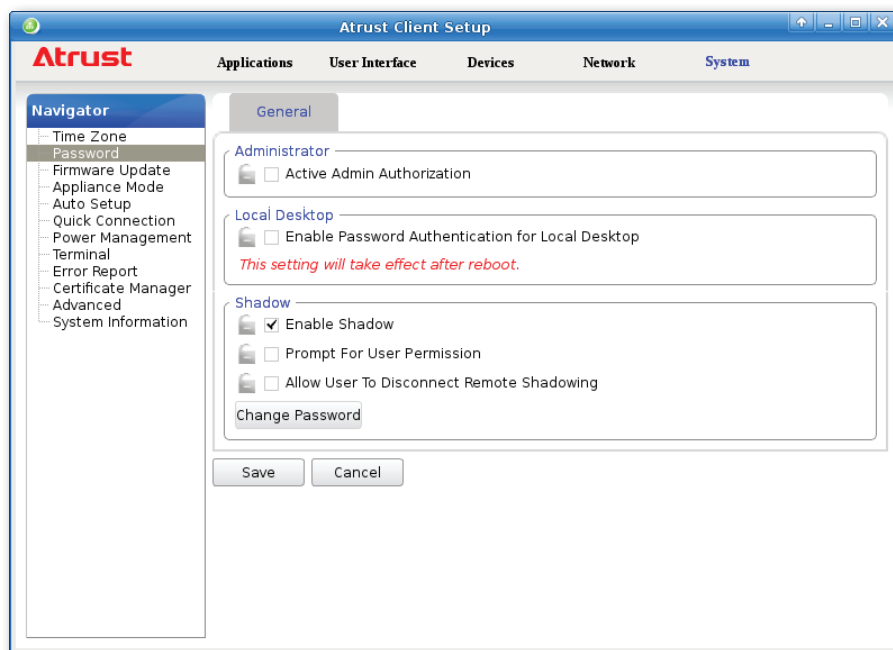 Atrust Client Setup
Atrust
Applications User Interface Devices Network System
Navigator
Time Zone
Password
Firmware Update
Appliance Mode
Auto Setup
Quick Connection
Power Management
Terminal
Error Report
Certificate Manager
Advanced
System Information
General
Administrator
Active Admin Authorization
Local Desktop
Enable Password Authentication for Local Desktop
This setting will take effect after reboot.
Shadow
Enable Shadow
Prompt For User Permission
Allow User To Disconnect Remote Shadowing
Change Password
Save Cancel